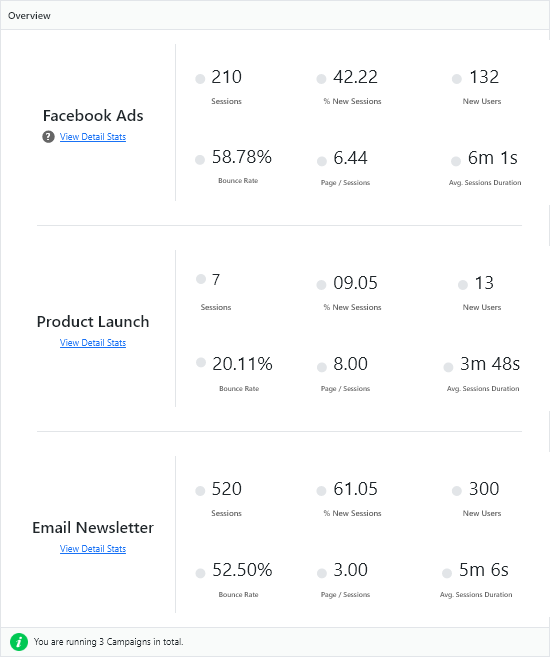 Overview
Facebook Ads
? View Detail Stats
210
Sessions
42.22
% New Sessions
132
New Users
58.78%
Bounce Rate
6.44
Page / Sessions
6m 1s
Avg. Sessions Duration
Product Launch
View Detail Stats
7
Sessions
09.05
% New Sessions
13
New Users
20.11%
Bounce Rate
8.00
Page / Sessions
3m 48s
Avg. Sessions Duration
Email Newsletter
View Detail Stats
520
Sessions
61.05
% New Sessions
300
New Users
52.50%
Bounce Rate
3.00
Page / Sessions
5m 6s
Avg. Sessions Duration
i You are running 3 Campaigns in total.